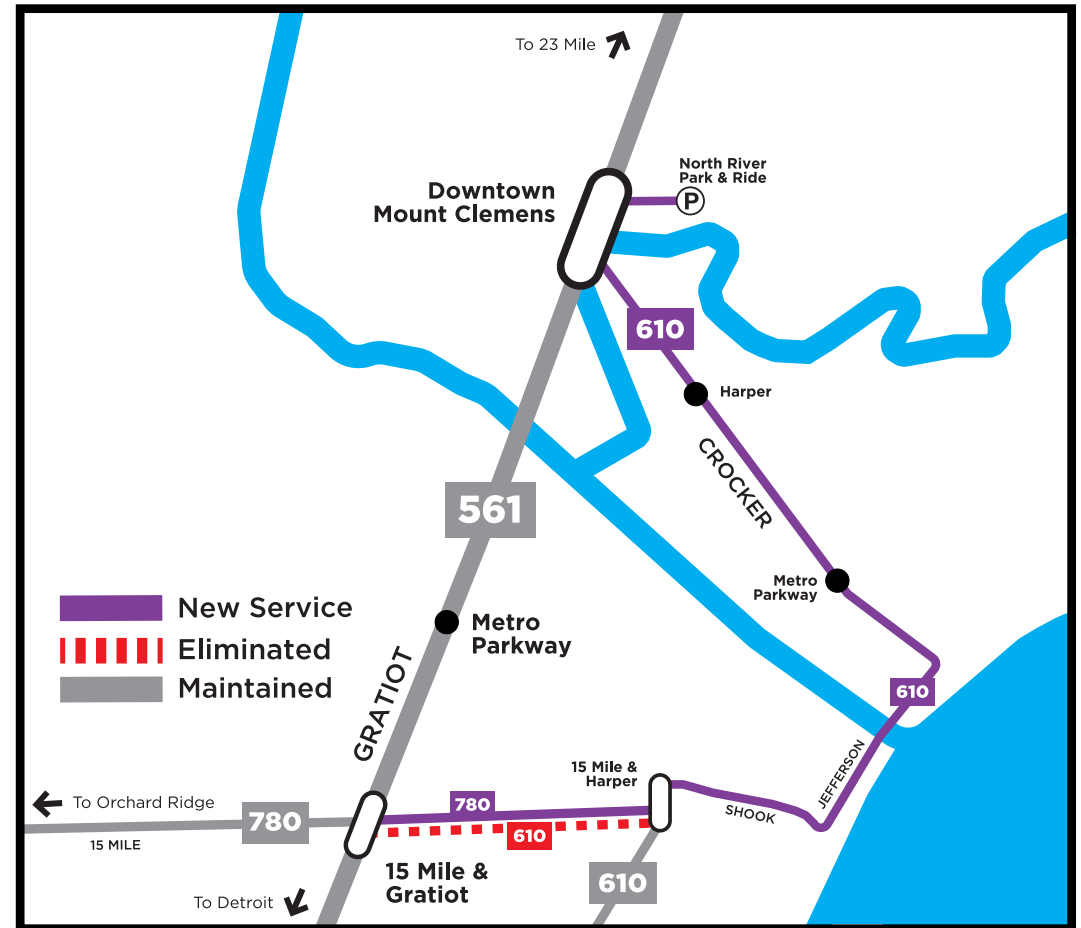 To 23 Mile
North River
Park & Ride
P
Downtown
Mount Clemens
610
Harper
CROCKER
561
Metro
Parkway
New Service
Eliminated
Maintained
Metro
Parkway
GRATIOT
610
JEFFERSON
15 Mile &
Harper
SHOOK
To Orchard Ridge
780
15 MILE
780
610
15 Mile &
Gratiot
610
To Detroit